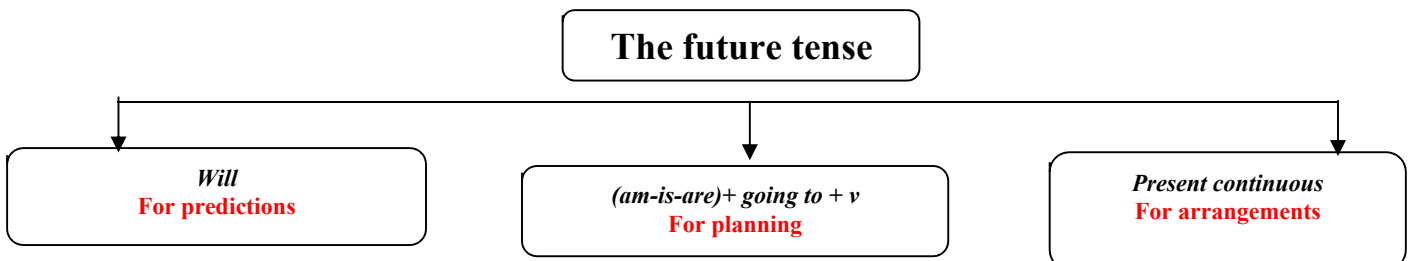 The future tense
Will
For predictions
(am-is-are)+ going to + v
For planning
Present continuous
For arrangements